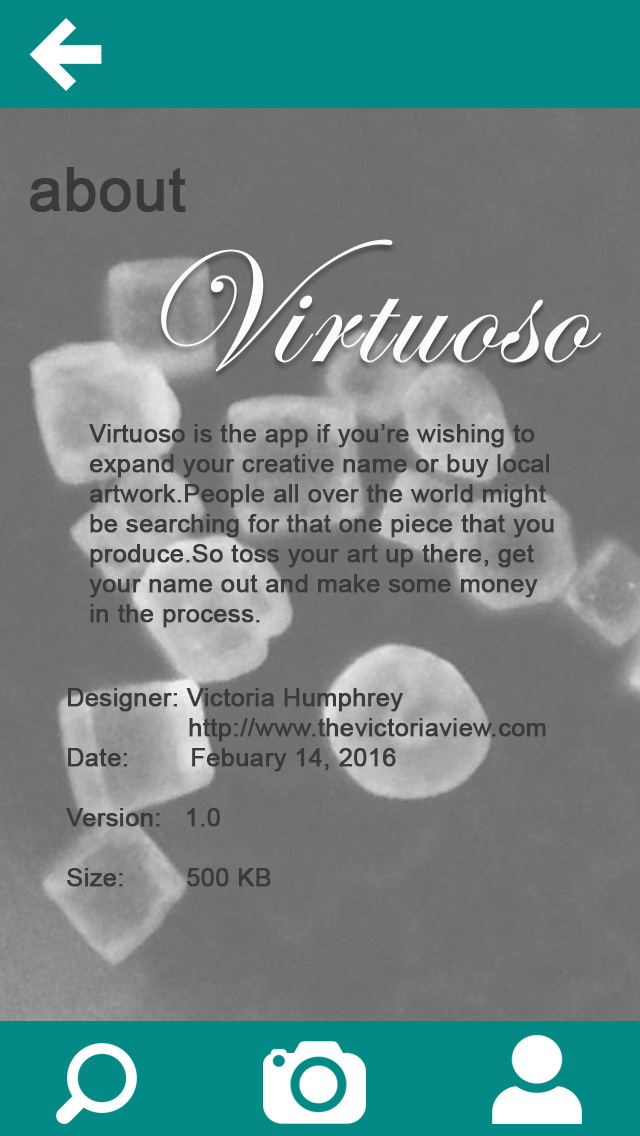 about
Virtuoso
Virtuoso is the app if you’re wishing to
expand your creative name or buy local
artwork.People all over the world might
be searching for that one piece that you
produce.So toss your art up there, get
your name out and make some money
in the process.
Designer: Victoria Humphrey
http://www.thevictoriaview.com
Date: Febuary 14, 2016
Version: 1.0
Size: 500 KB